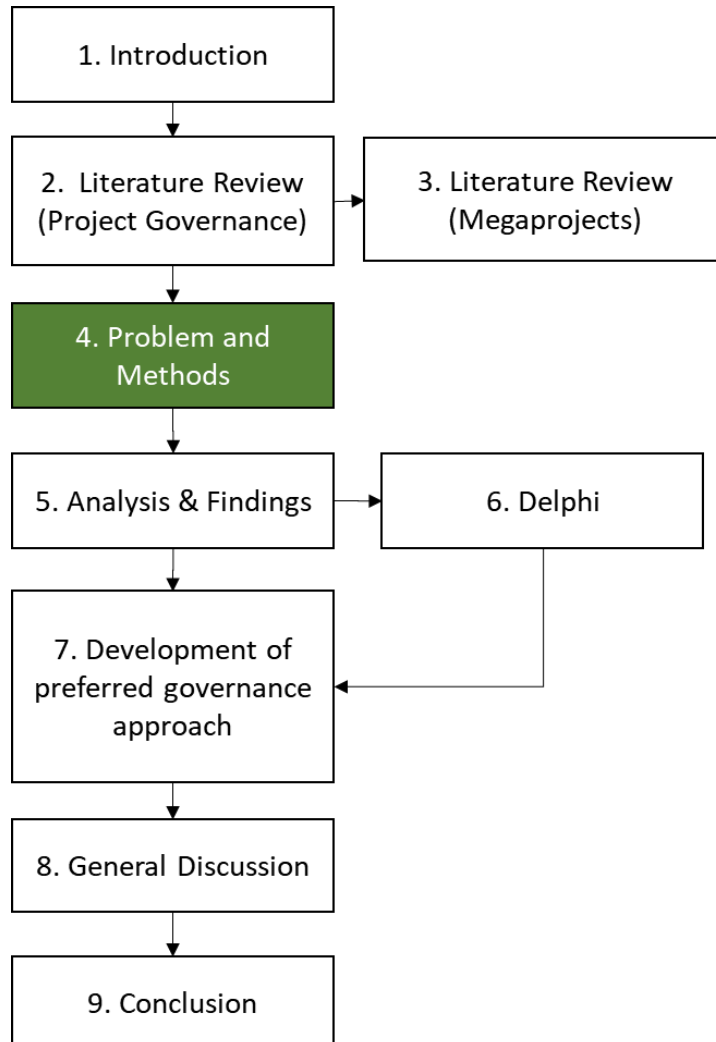 1. Introduction
2. Literature Review
(Project Governance)
3. Literature Review
(Megaprojects)
4. Problem and
Methods
5. Analysis & Findings
6. Delphi
7. Development of
preferred governance
approach
8. General Discussion
9. Conclusion